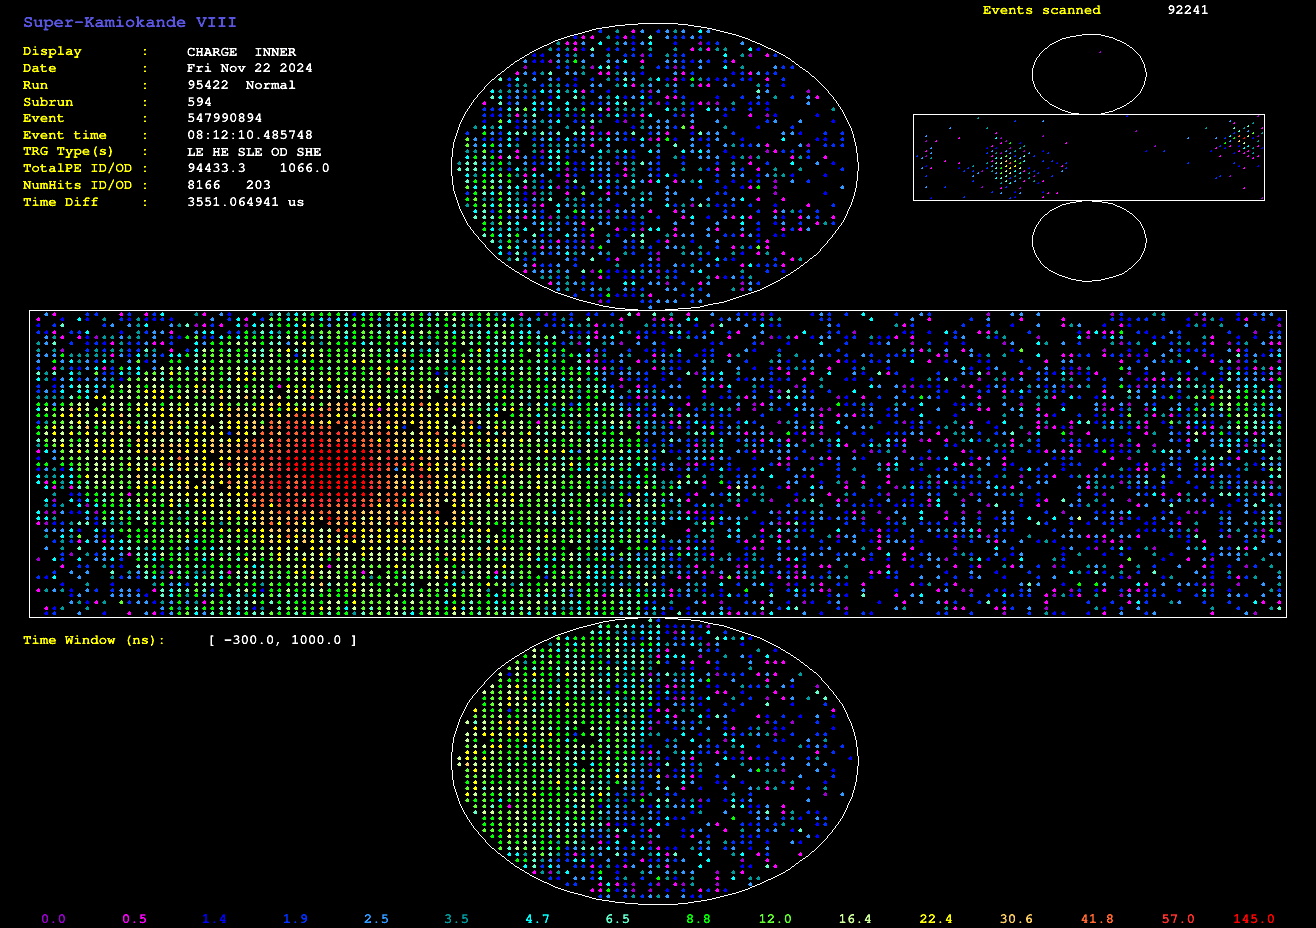 Super-Kamiokande VIII
Events scanned 92241
Display : CHARGE INNER
Date : Fri Nov 22 2024
Run : 95422 Normal
Subrun : 594
Event : 547990894
Event time : 08:12:10.485748
TRG Type(s) : LE HE SLE OD SHE
TotalPE ID/OD : 94433.3 1066.0
NumHits ID/OD : 8166 203
Time Diff : 3551.064941 us
Time Window (ns): [ -300.0, 1000.0 ]
0.0 0.5 1.4 1.9 2.5 3.5 4.7 6.5 8.8 12.0 16.4 22.4 30.6 41.8 57.0 145.0